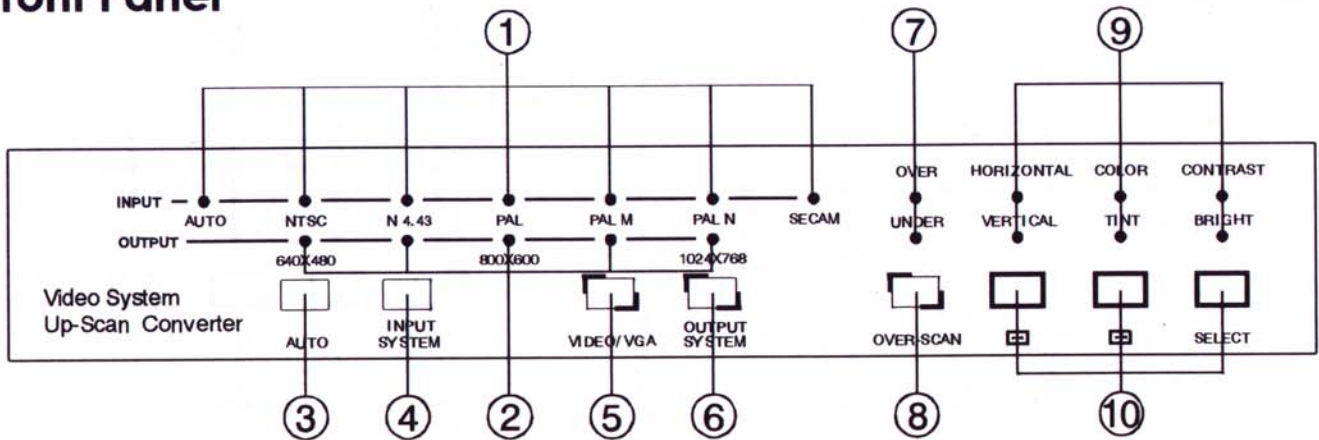 ront Panel
① ⑦ ⑨
OVER HORIZONTAL COLOR CONTRAST
INPUT AUTO NTSC N 4.43 PAL PAL M PAL N SECAM UNDER VERTICAL TINT BRIGHT
OUTPUT
640X480 800X600 1024X768
Video System
Up-Scan Converter
AUTO INPUT SYSTEM VIDEO/VGA OUTPUT SYSTEM OVER-SCAN SELECT
③ ④ ② ⑤ ⑥ ⑧ ⑩